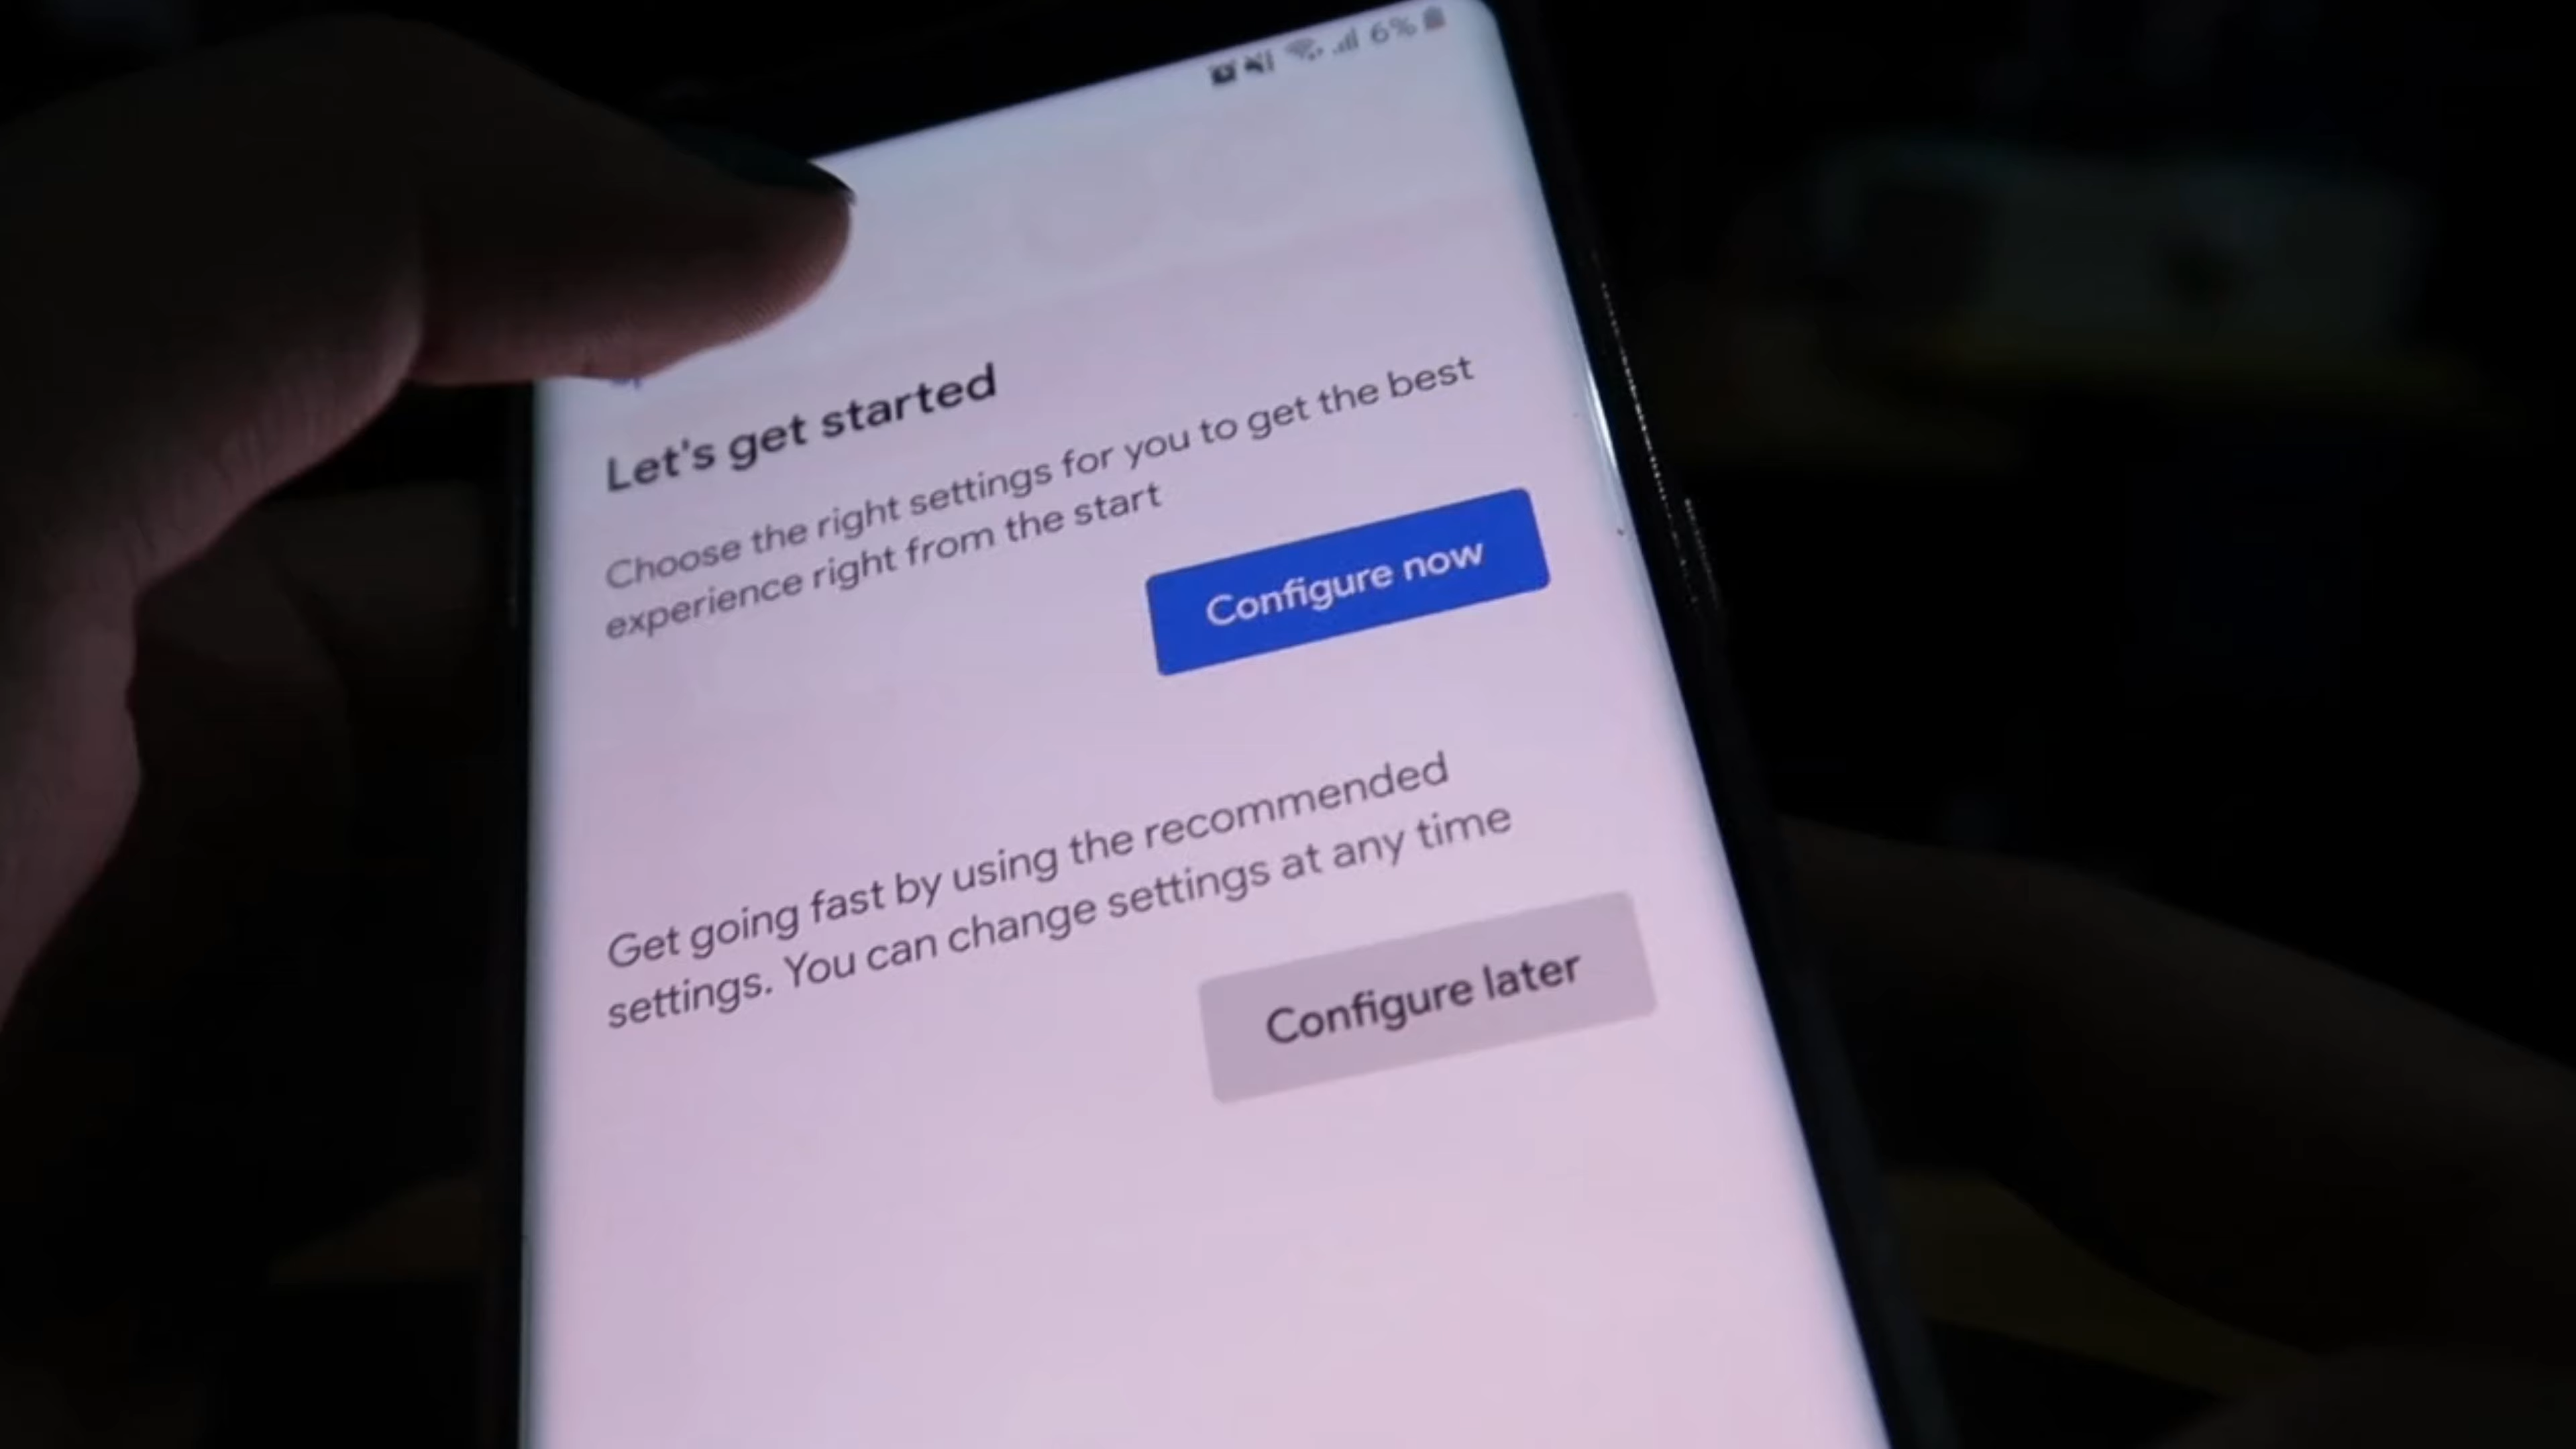 6%
Let's get started
Choose the right settings for you to get the best
experience right from the start
Configure now
Get going fast by using the recommended
settings. You can change settings at any time
Configure later